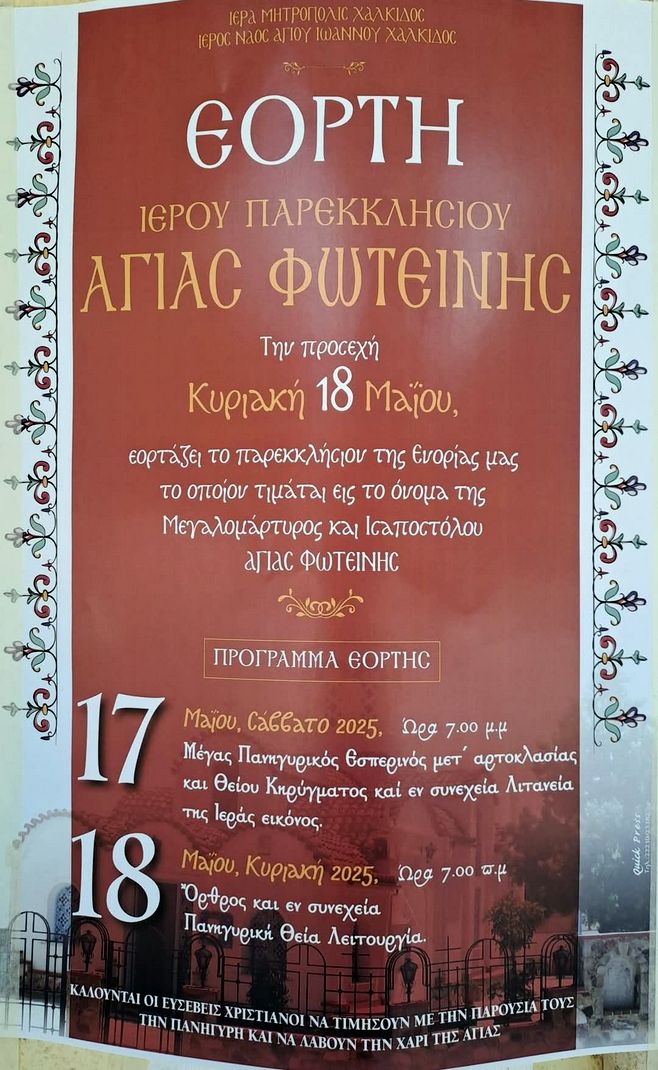 ΙΕΡΑ ΜΗΤΡΟΠΟΛΙΣ ΧΑΛΚΙΔΟΣ
ΙΕΡΟΣ ΝΑΟΣ ΑΓΙΟΥ ΙΩΑΝΝΟΥ ΧΑΛΚΙΔΟΣ
ΕΟΡΤΗ
ΙΕΡΟΥ ΠΑΡΕΚΚΛΗΣΙΟΥ
ΑΓΙΑΣ ΦΩΤΕΙΝΗΣ
Την προσεχή
Κυριακή 18 Μαΐου,
εορτάζει το παρεκκλήσιον της Ενορίας μας
το οποίον τιμάται εις το όνομα της
Μεγαλομάρτυρος και Ισαποστόλου
ΑΓΙΑΣ ΦΩΤΕΙΝΗΣ
ΠΡΟΓΡΑΜΜΑ ΕΟΡΤΗΣ
17 Μαΐου, Σάββατο 2025, Ώρα 7.00 μ.μ
Μέγας Πανηγυρικός Εσπερινός μετ΄ αρτοκλασίας
και Θείου Κηρύγματος καί εν συνεχεία Λιτανεία
της Ιεράς εικόνος.
18 Μαΐου, Κυριακή 2025, Ώρα 7.00 π.μ
Όρθρος και εν συνεχεία
Πανηγυρική Θεία Λειτουργία.
ΚΑΛΟΥΝΤΑΙ ΟΙ ΕΥΣΕΒΕΙΣ ΧΡΙΣΤΙΑΝΟΙ ΝΑ ΤΙΜΗΣΟΥΝ ΜΕ ΤΗΝ ΠΑΡΟΥΣΙΑ ΤΟΥΣ
ΤΗΝ ΠΑΝΗΓΥΡΗ ΚΑΙ ΝΑ ΛΑΒΟΥΝ ΤΗΝ ΧΑΡΙ ΤΗΣ ΑΓΙΑΣ
Quick Press